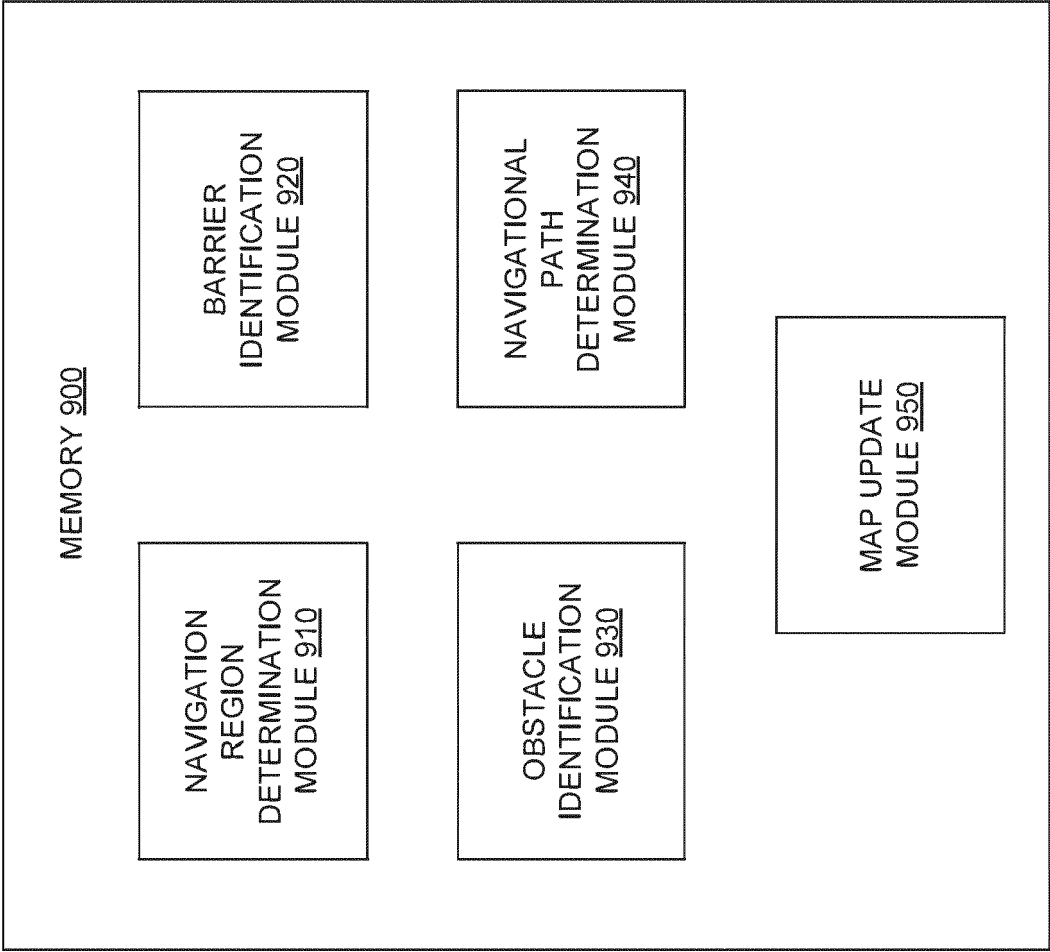 MEMORY 900
NAVIGATION
REGION
DETERMINATION
MODULE 910
BARRIER
IDENTIFICATION
MODULE 920
OBSTACLE
IDENTIFICATION
MODULE 930
NAVIGATIONAL
PATH
DETERMINATION
MODULE 940
MAP UPDATE
MODULE 950